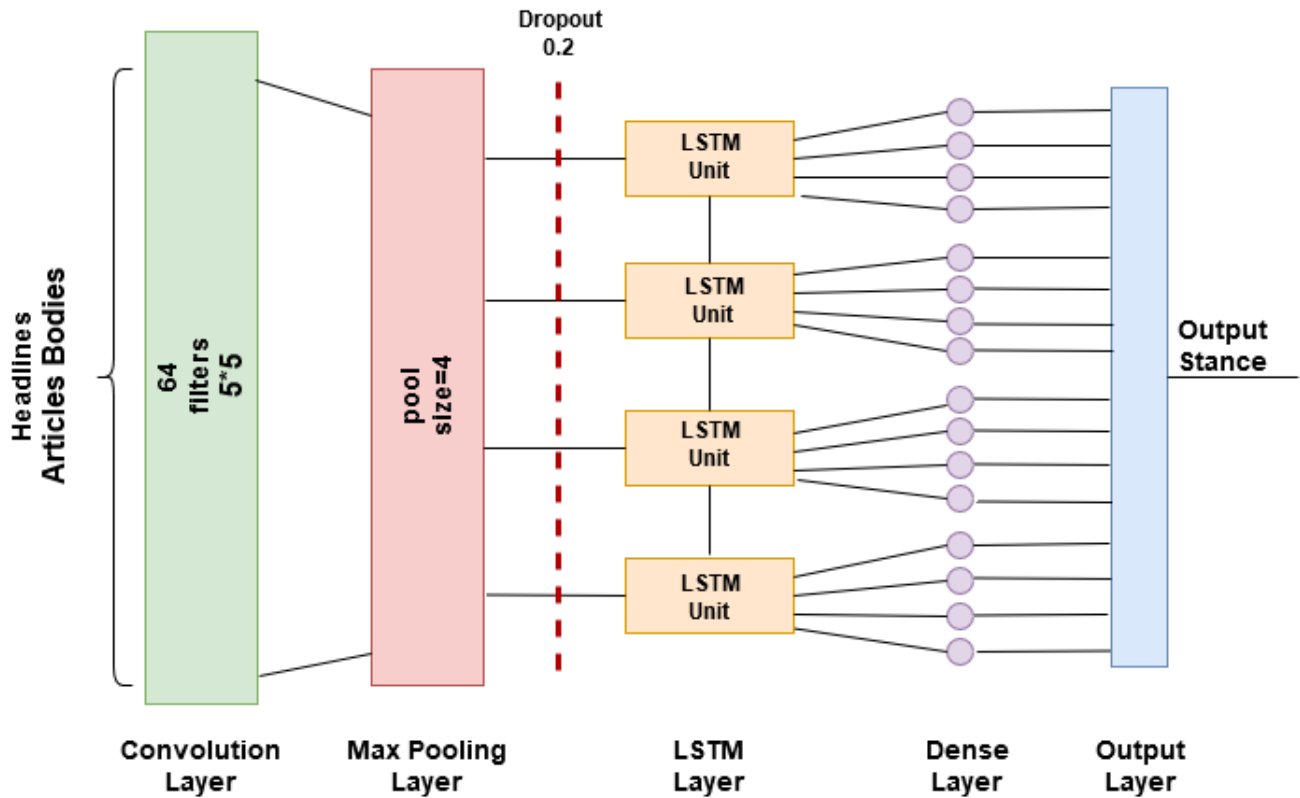 Dropout
0.2
Headlines
Articles Bodies
64
filters
5*5
pool
size=4
LSTM
Unit
LSTM
Unit
LSTM
Unit
LSTM
Unit
Output
Stance
Convolution
Layer
Max Pooling
Layer
LSTM
Layer
Dense
Layer
Output
Layer